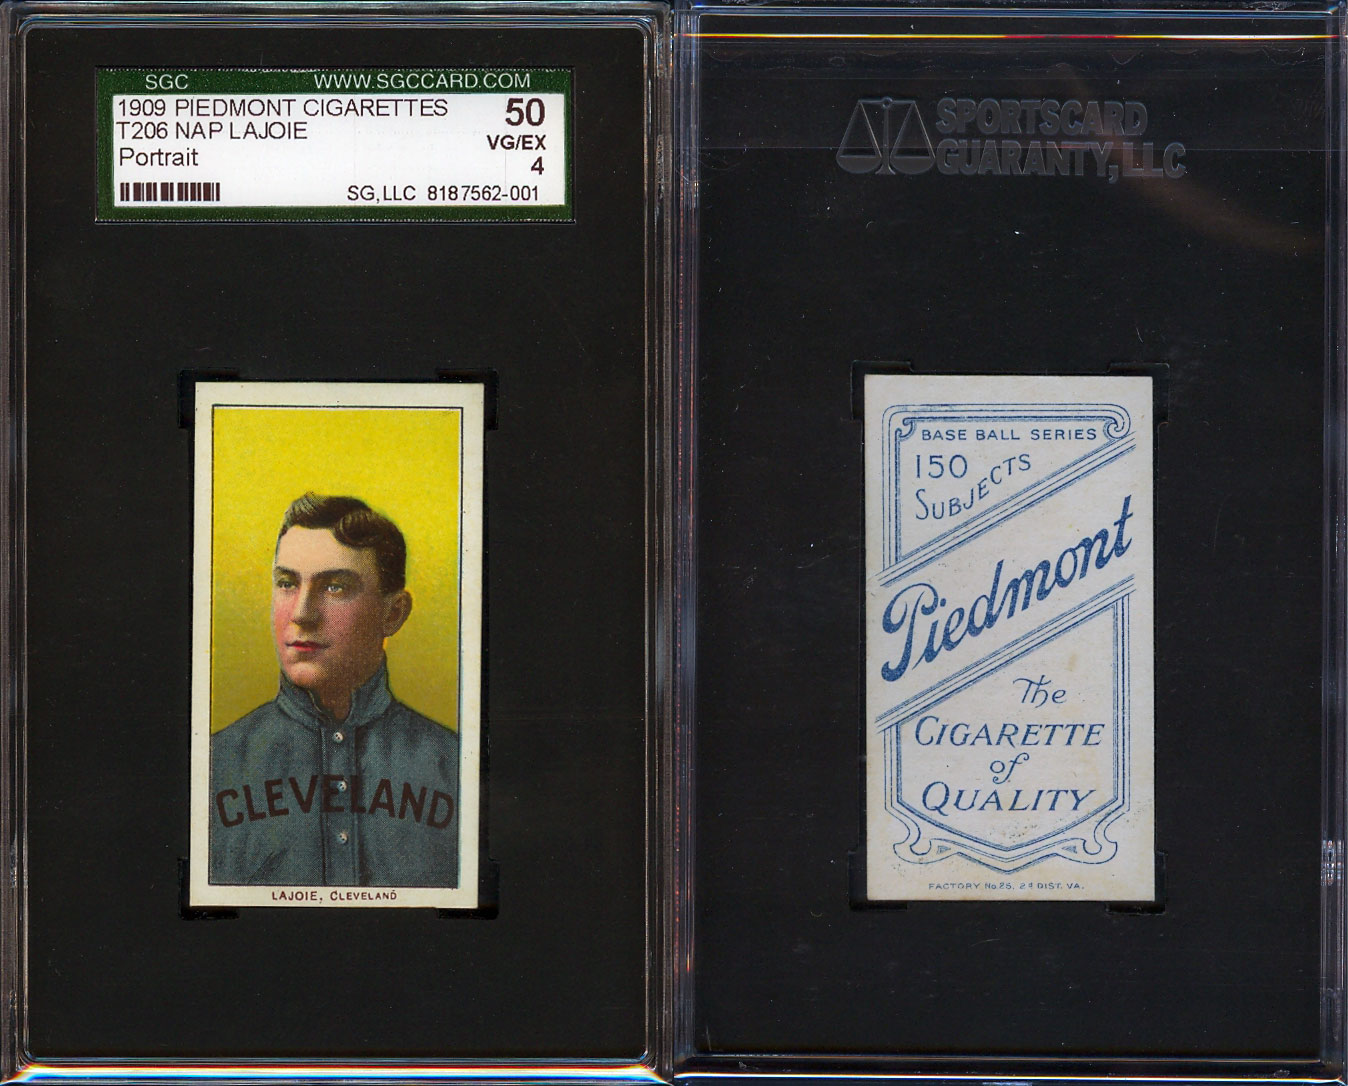 SGC WWW.SGCCARD.COM
1909 PIEDMONT CIGARETTES 50
T206 NAP LAJOIE VG/EX
Portrait 4
SG,LLC 8187562-001
CLEVELAND
LAJOIE, CLEVELAND
SPORTSCARD
GUARANTY, LLC
BASE BALL SERIES
150
SUBJECTS
Piedmont
The
CIGARETTE
of
QUALITY
FACTORY No 25. 2d DIST. VA.